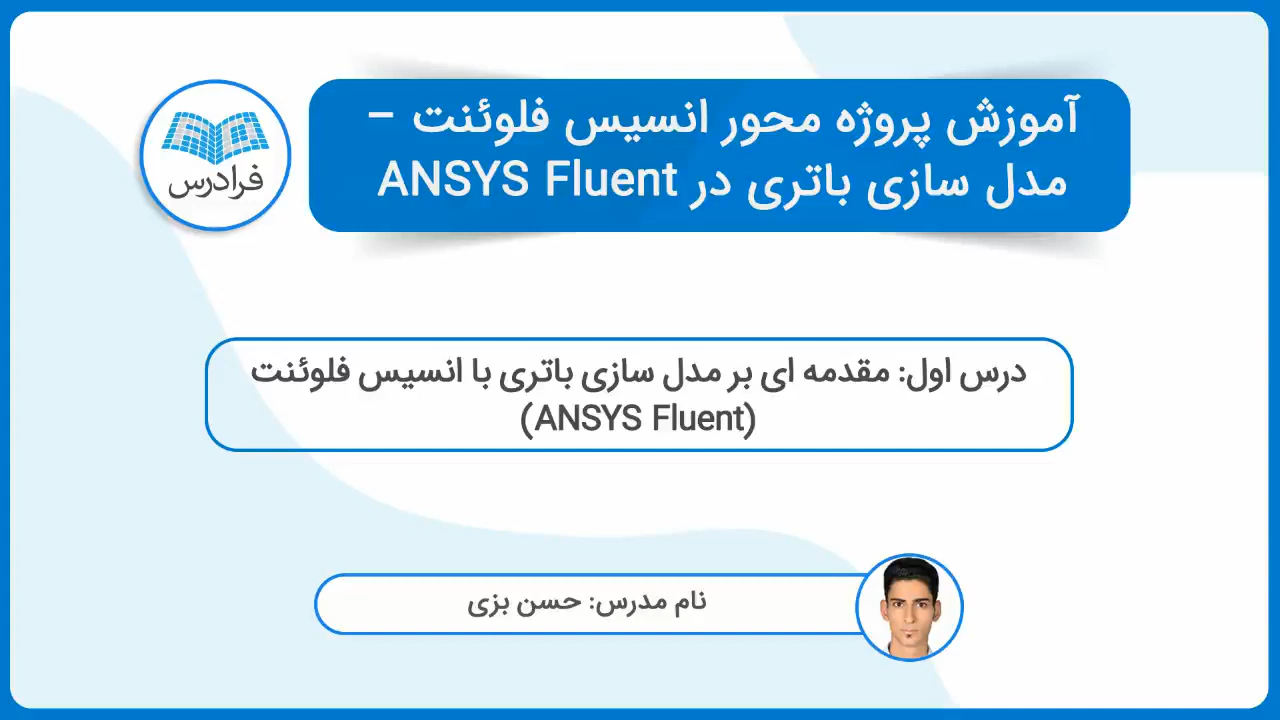 آموزش پروژه محور انسیس فلوئنت –
مدل سازی باتری در ANSYS Fluent
فرادرس
درس اول: مقدمه ای بر مدل سازی باتری با انسیس فلوئنت
(ANSYS Fluent)
نام مدرس: حسن بزی